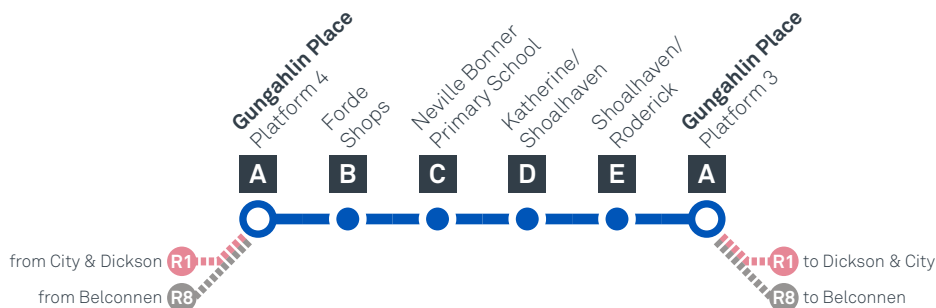 Gungahlin Place
Platform 4
Forde
Shops
Neville Bonner
Primary School
Katherine/
Shoalhaven
Shoalhaven/
Roderick
Gungahlin Place
Platform 3
A
B
C
D
E
A
from City & Dickson R1
R1 to Dickson & City
from Belconnen R8
R8 to Belconnen